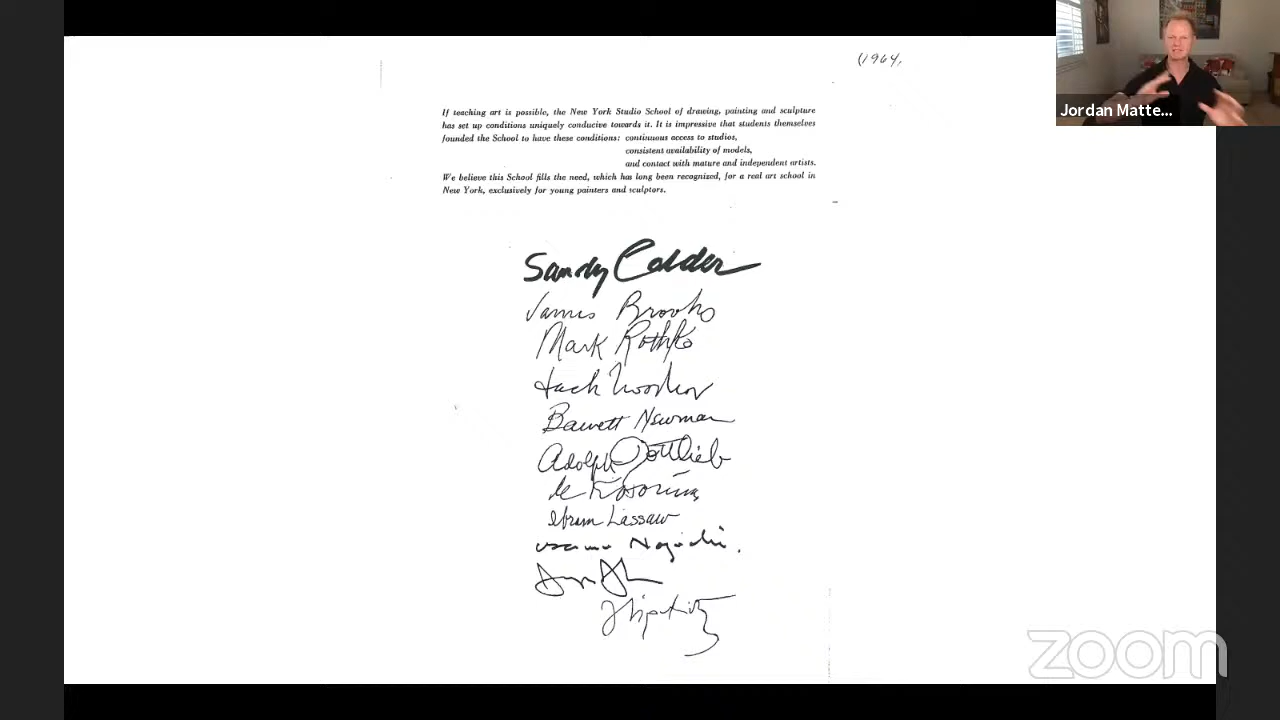 (1964,
Jordan Matte...
If teaching art is possible, the New York Studio School of drawing, painting and sculpture
has set up conditions uniquely conducive towards it. It is impressive that students themselves
founded the School to have these conditions: continuous access to studios,
consistent availability of models,
and contact with mature and independent artists.
We believe this School fills the need, which has long been recognized, for a real art school in
New York, exclusively for young painters and sculptors.
Sandy Calder
James Brooks
Mark Rothko
Jack Tworkov
Barnett Newman
Adolph Gottlieb
de Kooning
Ibram Lassaw
Isamu Noguchi.
J Lipchitz
zoom